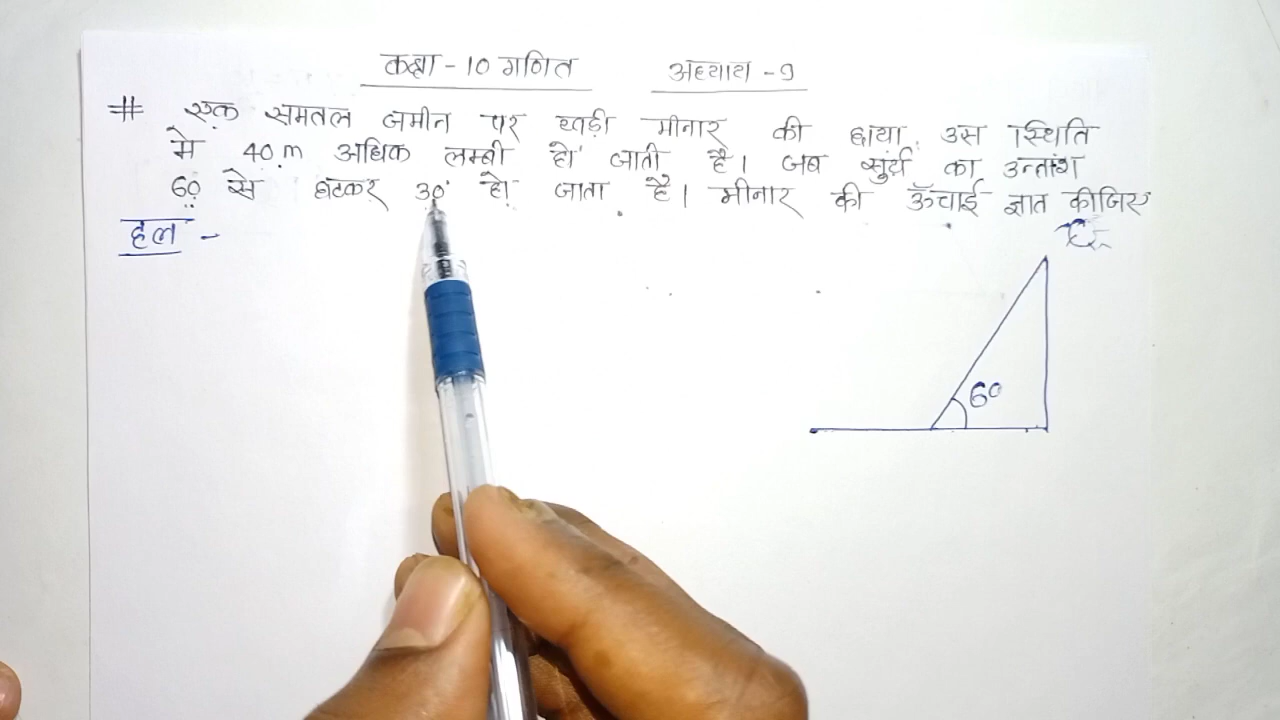 कक्षा - 10 गणित अध्याय - 9
# एक समतल जमीन पर खड़ी मीनार की छाया उस स्थिति
मे 40 m अधिक लम्बी हो जाती है। जब सुर्य का उन्तांश
60° से घटकर 30° हो जाता है। मीनार की ऊँचाई ज्ञात कीजिए
हल -
60